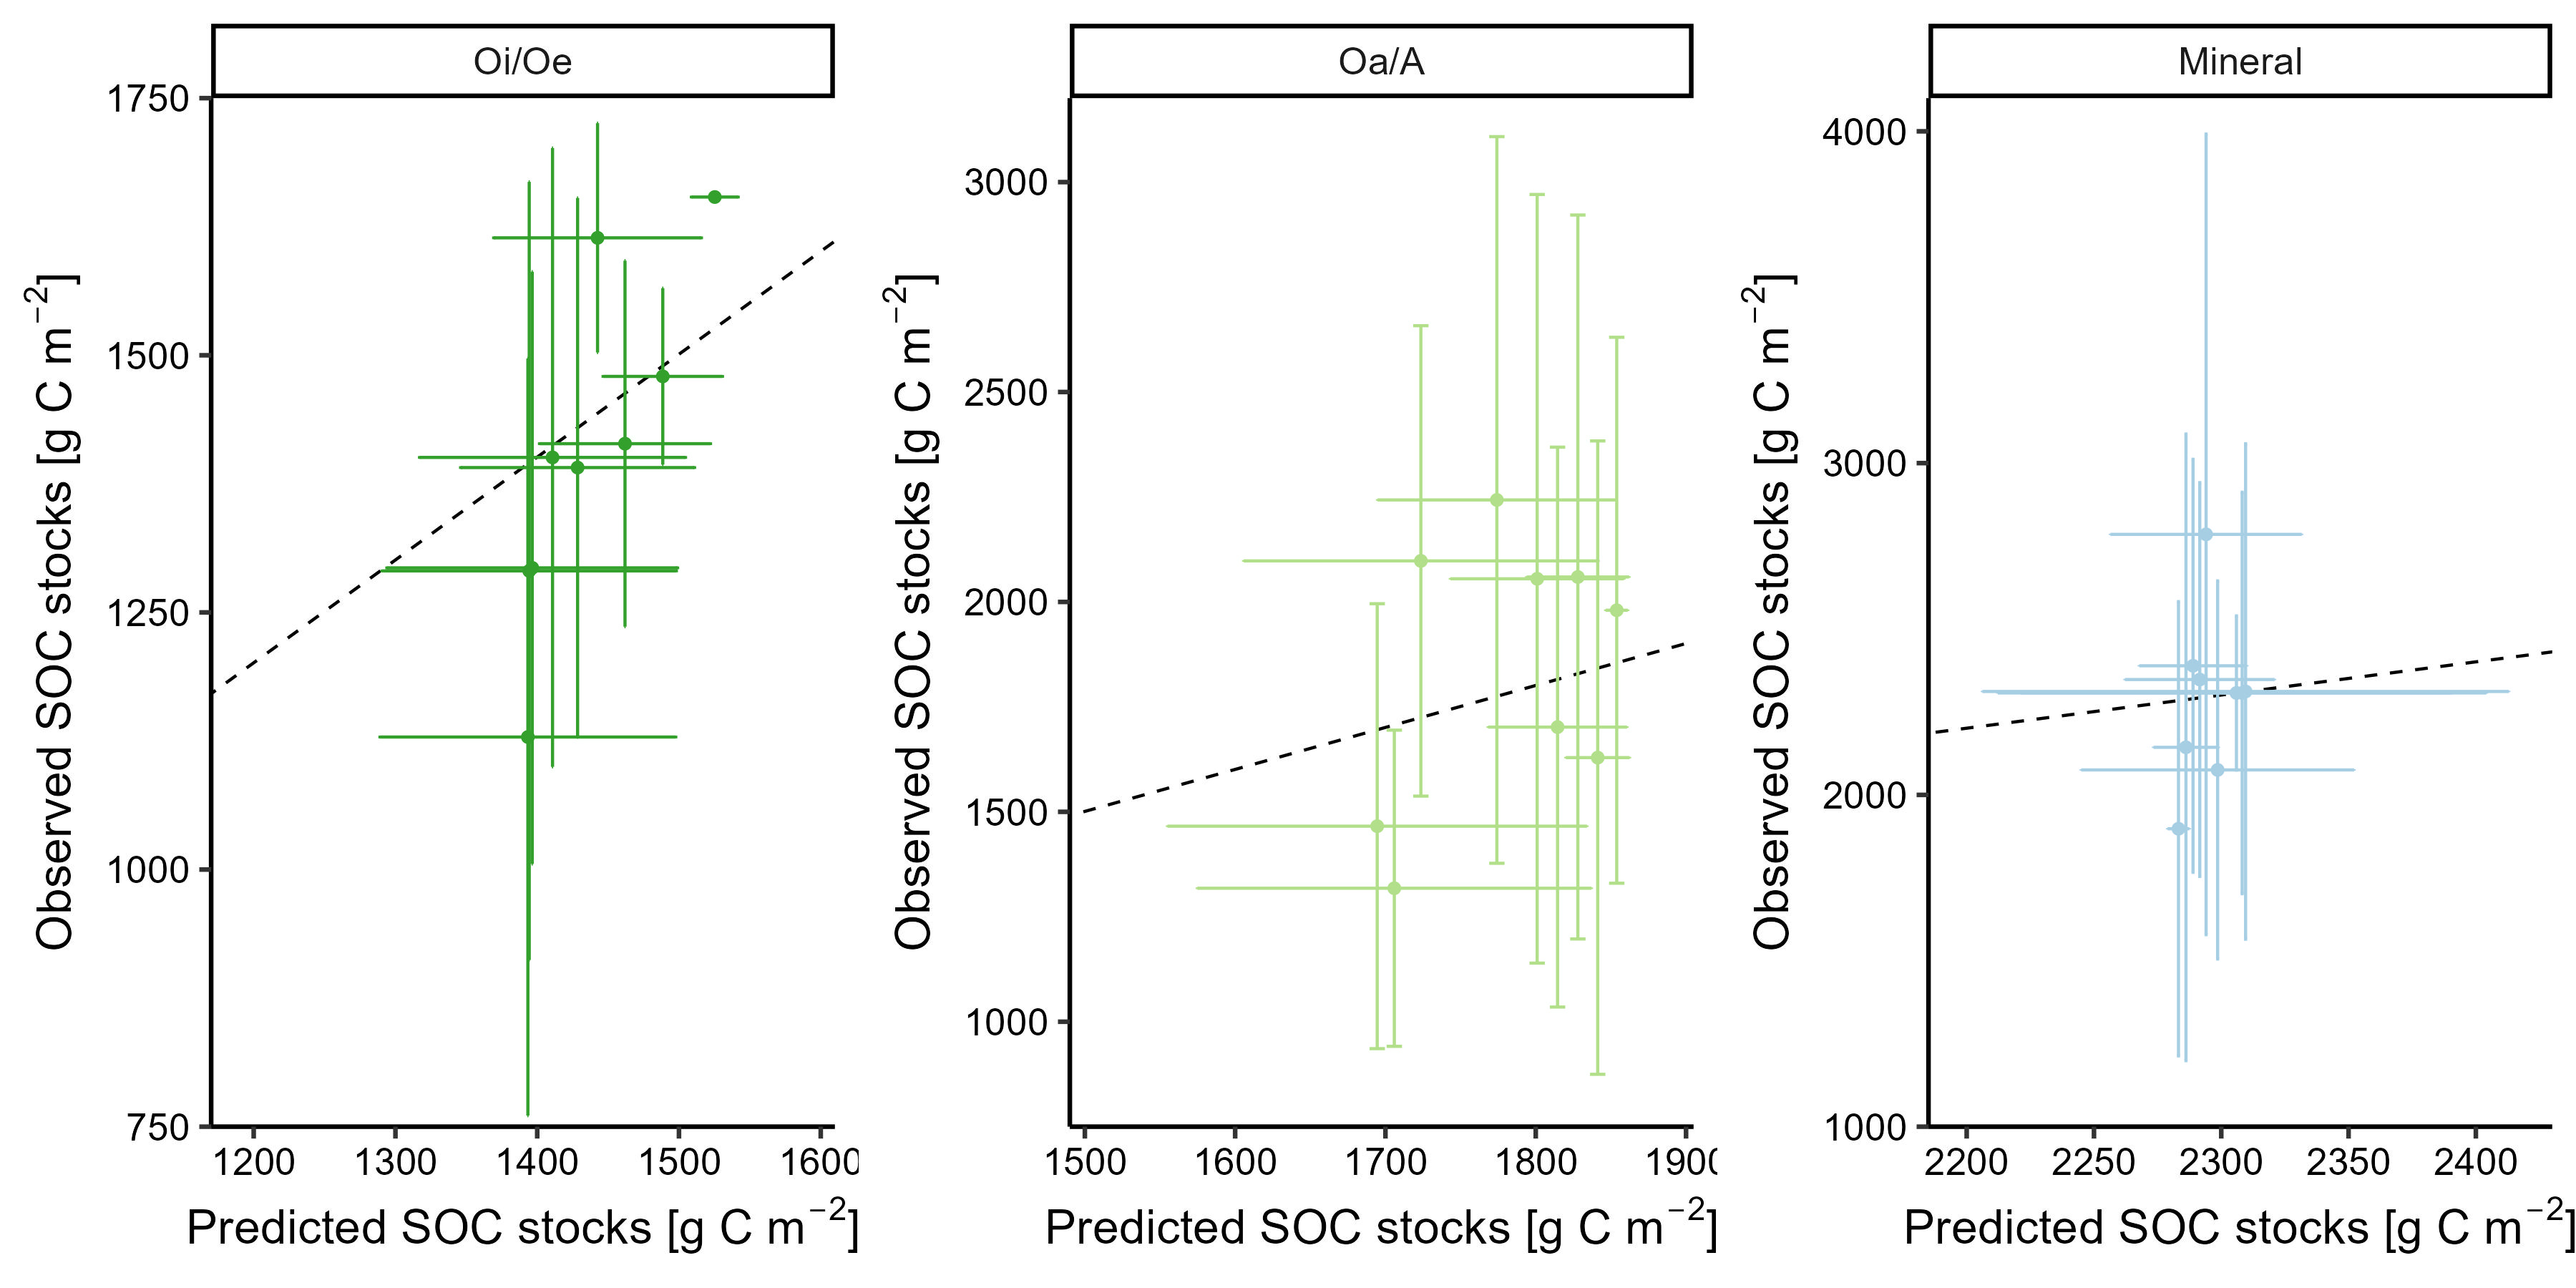 Oi/Oe
Oa/A
Mineral
Observed SOC stocks [g C m⁻²]
1750
1500
1250
1000
750
1200 1300 1400 1500 1600
Predicted SOC stocks [g C m⁻²]
Observed SOC stocks [g C m⁻²]
3000
2500
2000
1500
1000
1500 1600 1700 1800 1900
Predicted SOC stocks [g C m⁻²]
Observed SOC stocks [g C m⁻²]
4000
3000
2000
1000
2200 2250 2300 2350 2400
Predicted SOC stocks [g C m⁻²]